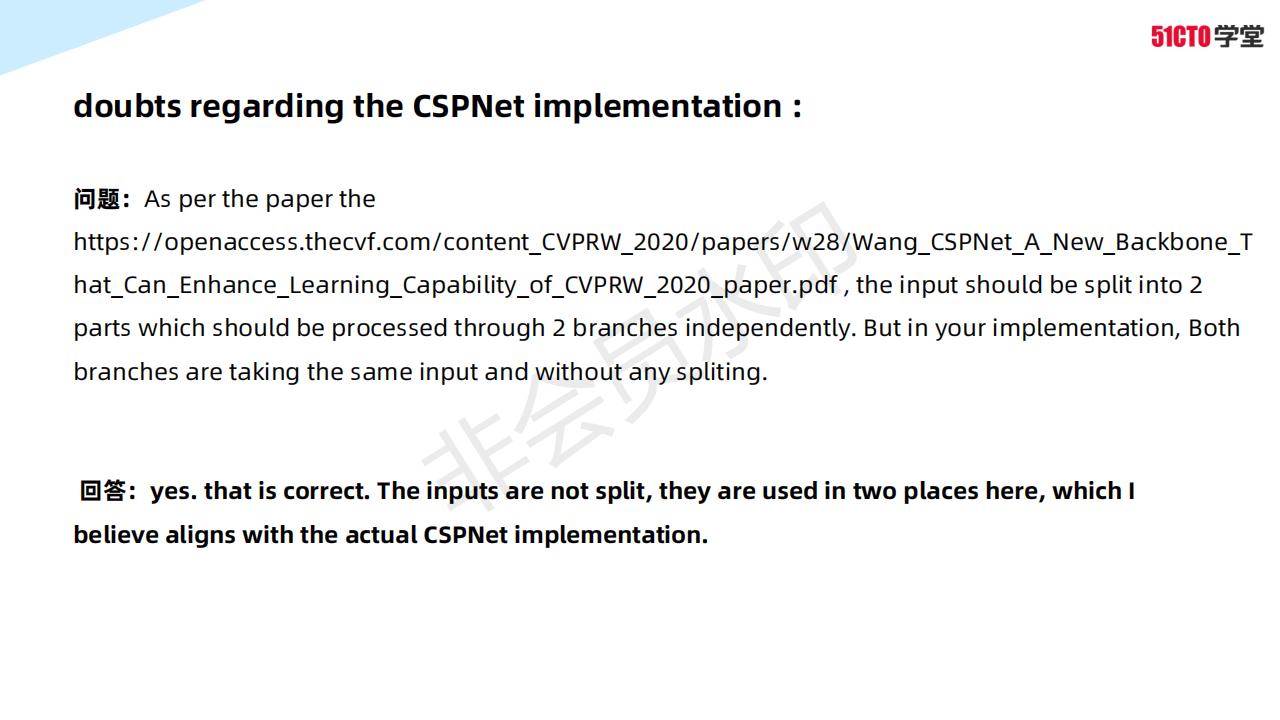 51CTO学堂
doubts regarding the CSPNet implementation :
问题：As per the paper the
https://openaccess.thecvf.com/content_CVPRW_2020/papers/w28/Wang_CSPNet_A_New_Backbone_T
hat_Can_Enhance_Learning_Capability_of_CVPRW_2020_paper.pdf , the input should be split into 2
parts which should be processed through 2 branches independently. But in your implementation, Both
branches are taking the same input and without any spliting.
非会员水印
回答：yes. that is correct. The inputs are not split, they are used in two places here, which I
believe aligns with the actual CSPNet implementation.